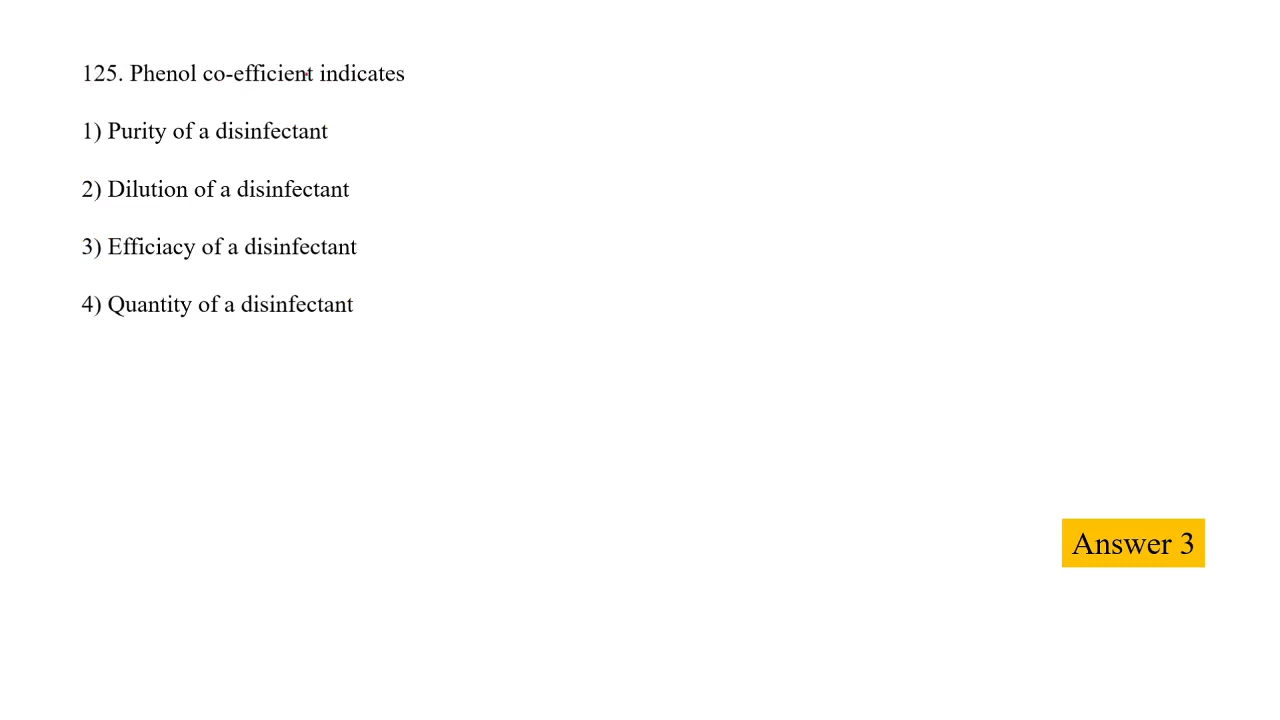 125. Phenol co-efficient indicates
1) Purity of a disinfectant
2) Dilution of a disinfectant
3) Efficiacy of a disinfectant
4) Quantity of a disinfectant
Answer 3